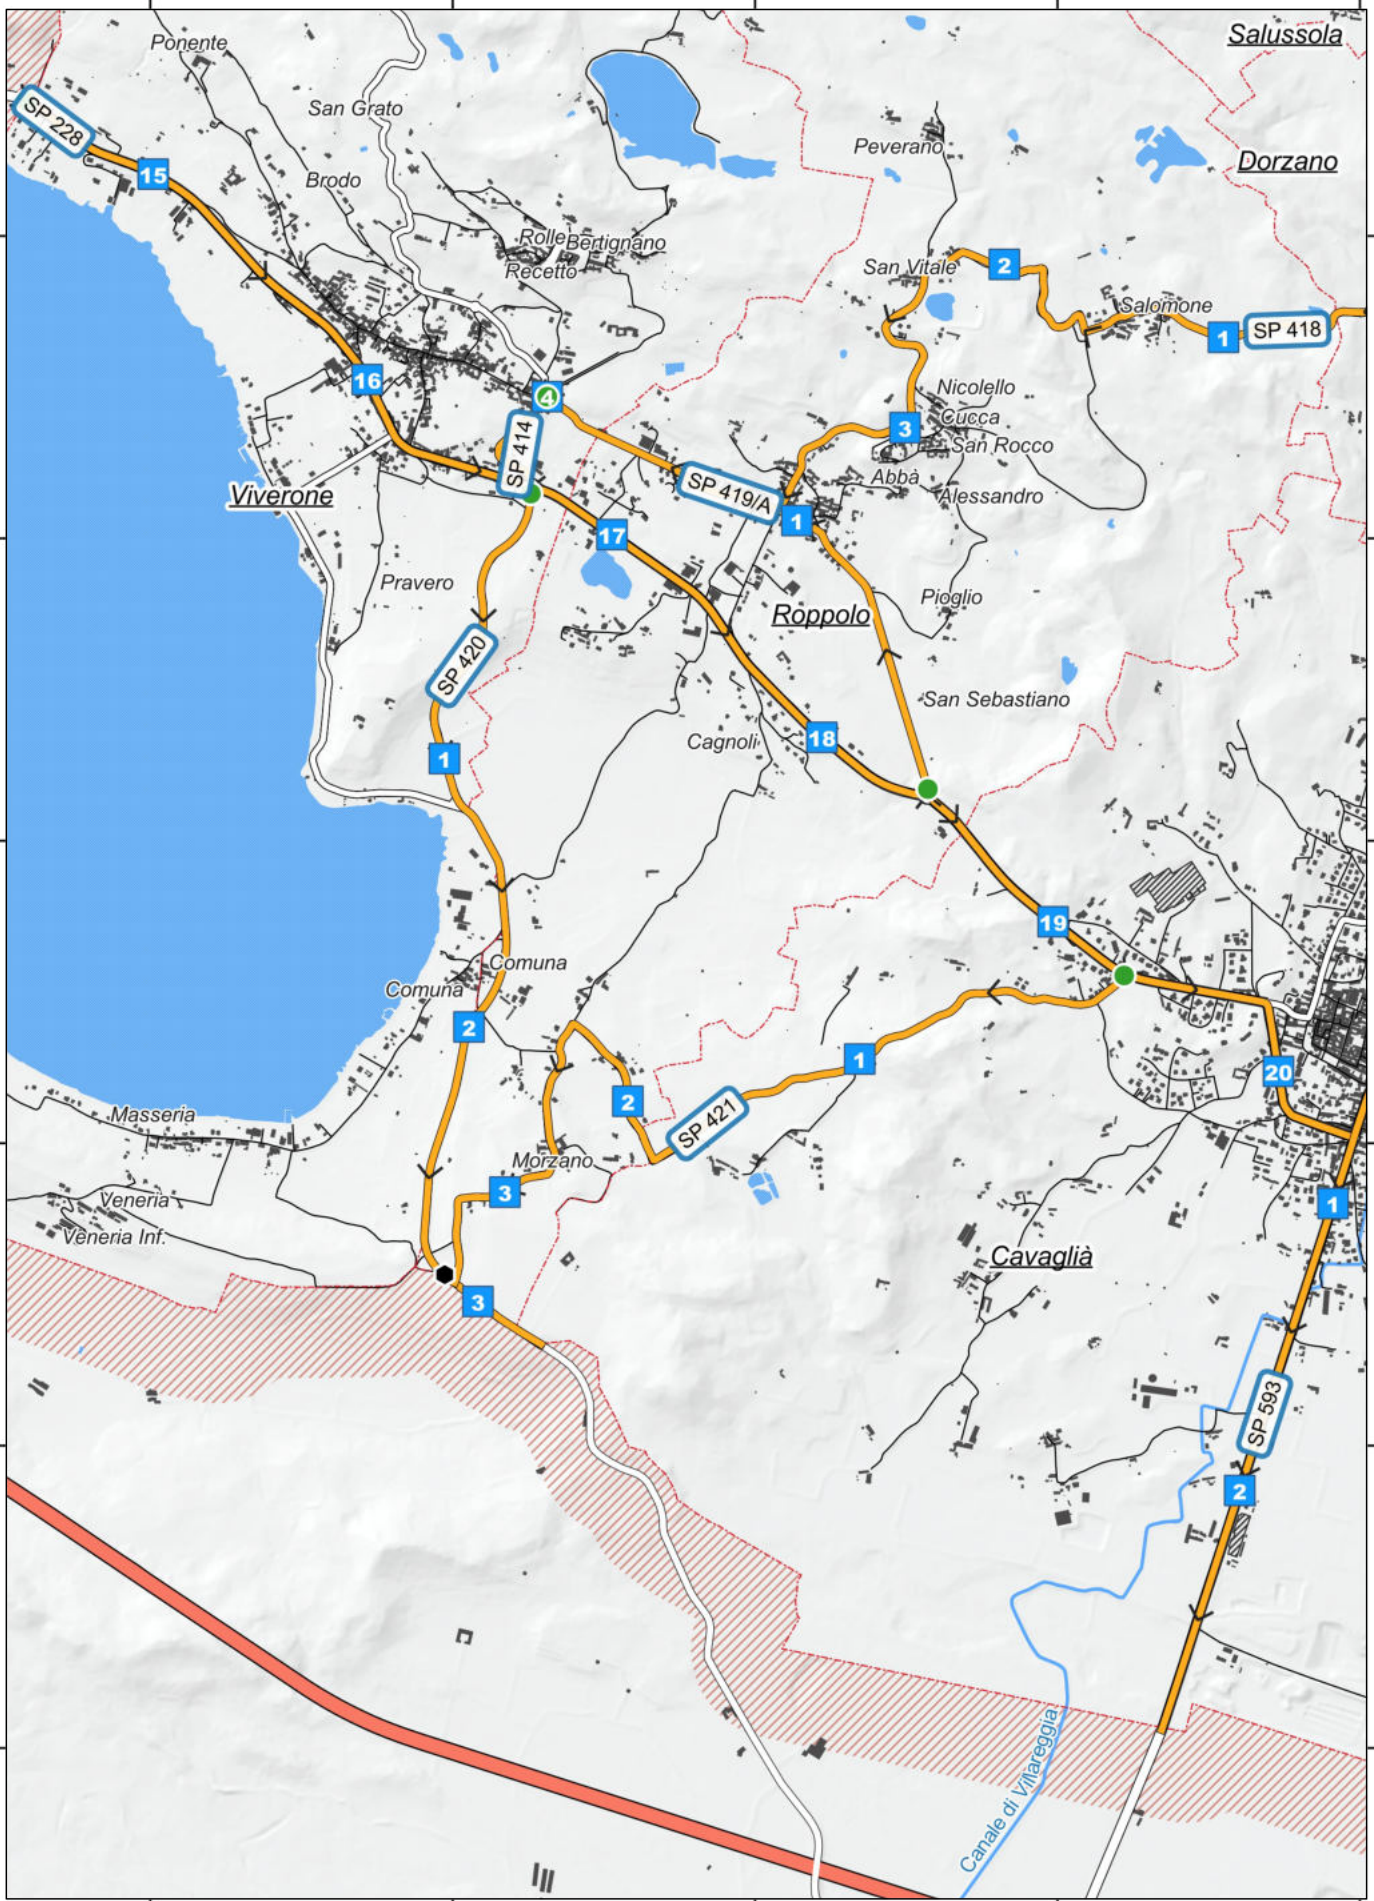 Salussola
Ponente
San Grato
SP 228
Peverano
Dorzano
15
Brodo
Rolle
Bertignano
Recetto
San Vitale
2
Salomone
1
SP 418
16
4
Nicolello
Cucca
3
San Rocco
SP 414
Abbà
Alessandro
SP 419/A
Viverone
1
17
Pravero
Pioglio
Roppolo
SP 420
San Sebastiano
Cagnoli
18
1
19
Comuna
Comuna
2
1
20
2
Masseria
SP 421
Morzano
3
Veneria
1
Veneria Inf.
Cavaglià
3
SP 593
2
Canale di Villareggia